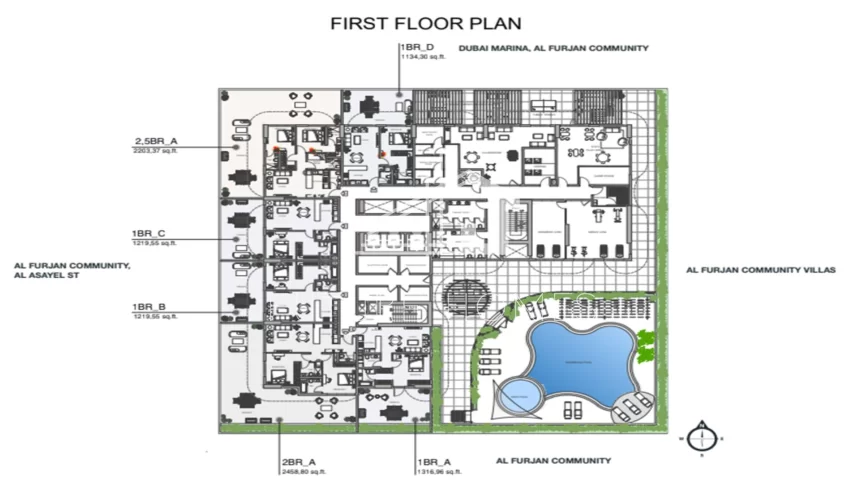 FIRST FLOOR PLAN
1BR_D
1134,30 sq.ft.
DUBAI MARINA, AL FURJAN COMMUNITY
2,5BR_A
2203,37 sq.ft.
1BR_C
1219,55 sq.ft.
AL FURJAN COMMUNITY,
AL ASAYEL ST
AL FURJAN COMMUNITY VILLAS
1BR_B
1219,55 sq.ft.
N
W
E
S
2BR_A
2458,80 sq.ft.
1BR_A
1316,96 sq.ft.
AL FURJAN COMMUNITY